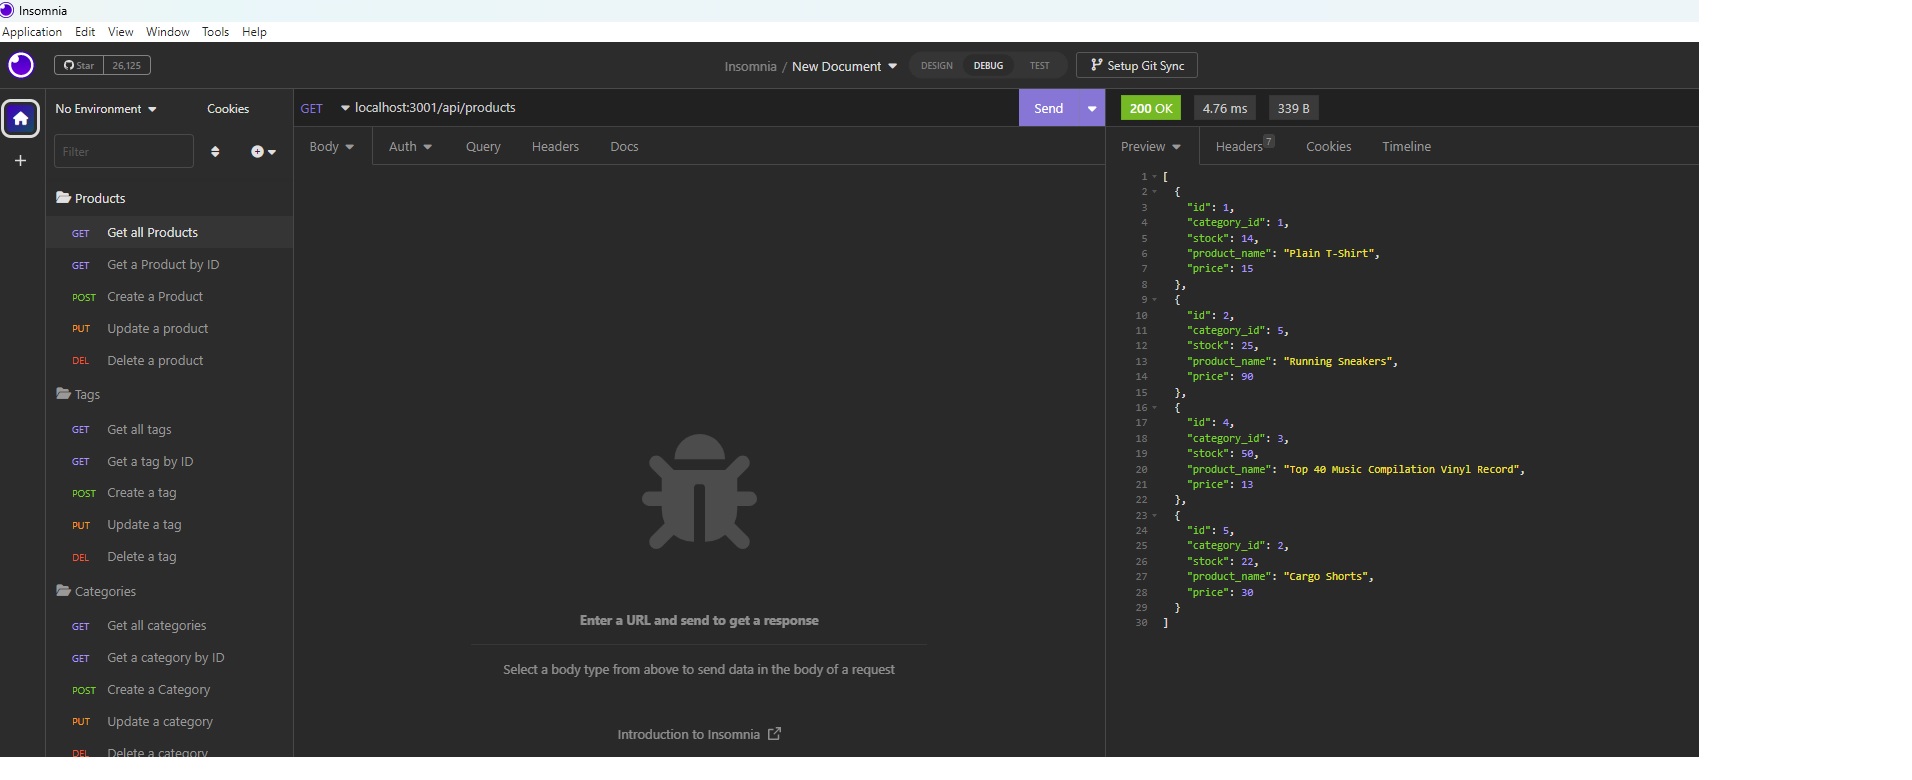 Insomnia
Application Edit View Window Tools Help
Star 26,125
Insomnia / New Document
DESIGN DEBUG TEST
Setup Git Sync
No Environment Cookies
Filter
Products
GET Get all Products
GET Get a Product by ID
POST Create a Product
PUT Update a product
DEL Delete a product
Tags
GET Get all tags
GET Get a tag by ID
POST Create a tag
PUT Update a tag
DEL Delete a tag
Categories
GET Get all categories
GET Get a category by ID
POST Create a Category
PUT Update a category
DEL Delete a category
GET localhost:3001/api/products Send
Body Auth Query Headers Docs
Enter a URL and send to get a response
Select a body type from above to send data in the body of a request
Introduction to Insomnia
200 OK 4.76 ms 339 B
Preview Headers 7 Cookies Timeline
1 [
2 {
3 "id": 1,
4 "category_id": 1,
5 "stock": 14,
6 "product_name": "Plain T-Shirt",
7 "price": 15
8 },
9 {
10 "id": 2,
11 "category_id": 5,
12 "stock": 25,
13 "product_name": "Running Sneakers",
14 "price": 90
15 },
16 {
17 "id": 4,
18 "category_id": 3,
19 "stock": 50,
20 "product_name": "Top 40 Music Compilation Vinyl Record",
21 "price": 13
22 },
23 {
24 "id": 5,
25 "category_id": 2,
26 "stock": 22,
27 "product_name": "Cargo Shorts",
28 "price": 30
29 }
30 ]